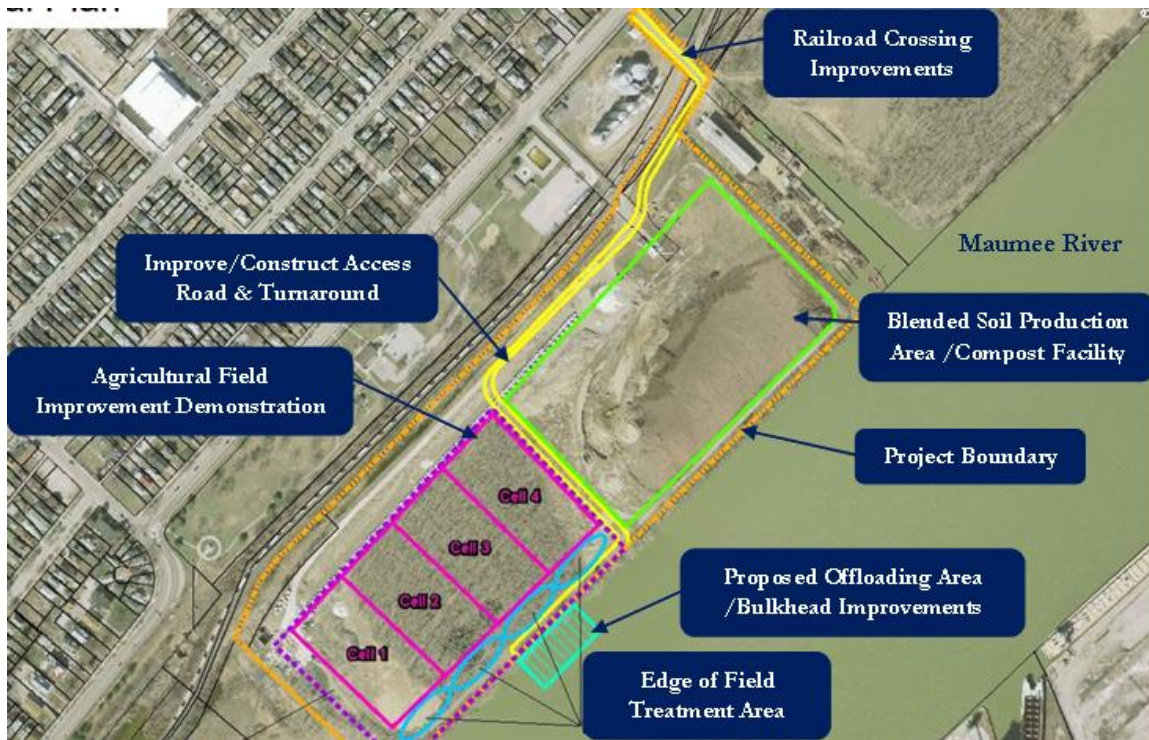 Railroad Crossing
Improvements
Maumee River
Improve/Construct Access
Road & Turnaround
Blended Soil Production
Area /Compost Facility
Agricultural Field
Improvement Demonstration
Project Boundary
Cell 4
Cell 3
Cell 2
Cell 1
Proposed Offloading Area
/Bulkhead Improvements
Edge of Field
Treatment Area